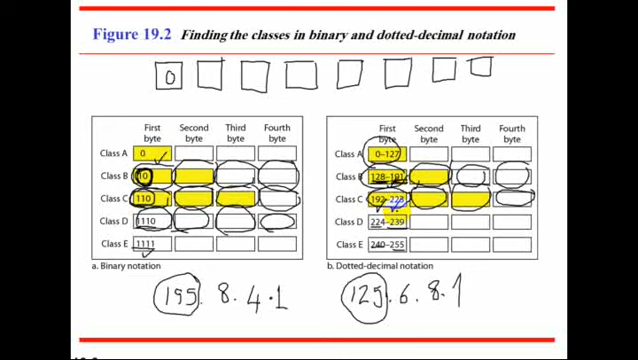 Figure 19.2 Finding the classes in binary and dotted-decimal notation
0
First byte Second byte Third byte Fourth byte
Class A 0
Class B 10
Class C 110
Class D 1110
Class E 1111
a. Binary notation
First byte Second byte Third byte Fourth byte
Class A 0–127
Class B 128–191
Class C 192–223
Class D 224–239
Class E 240–255
b. Dotted-decimal notation
195. 8. 4. 1
125. 6. 8. 1